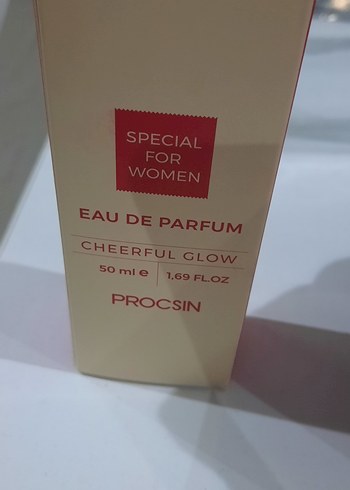 SPECIAL
FOR
WOMEN
EAU DE PARFUM
CHEERFUL GLOW
50 ml ℮ 1,69 FL.OZ
PROCSIN